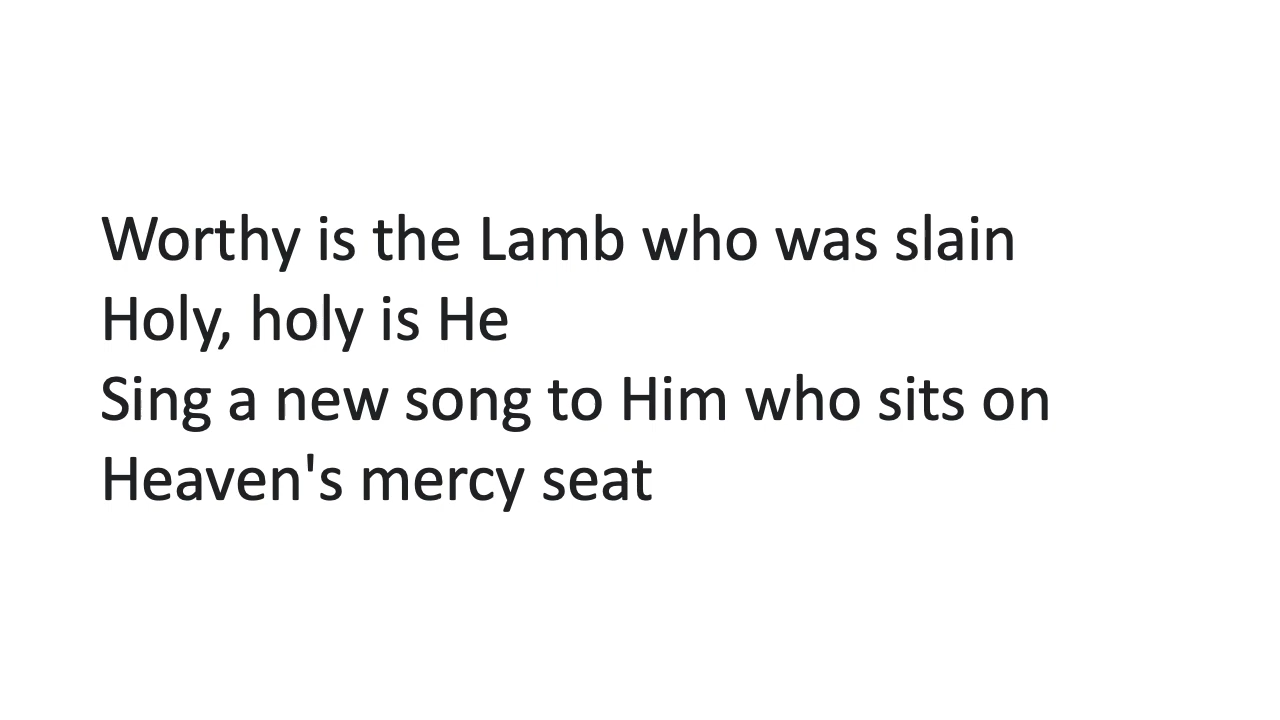 Worthy is the Lamb who was slain
Holy, holy is He
Sing a new song to Him who sits on
Heaven's mercy seat